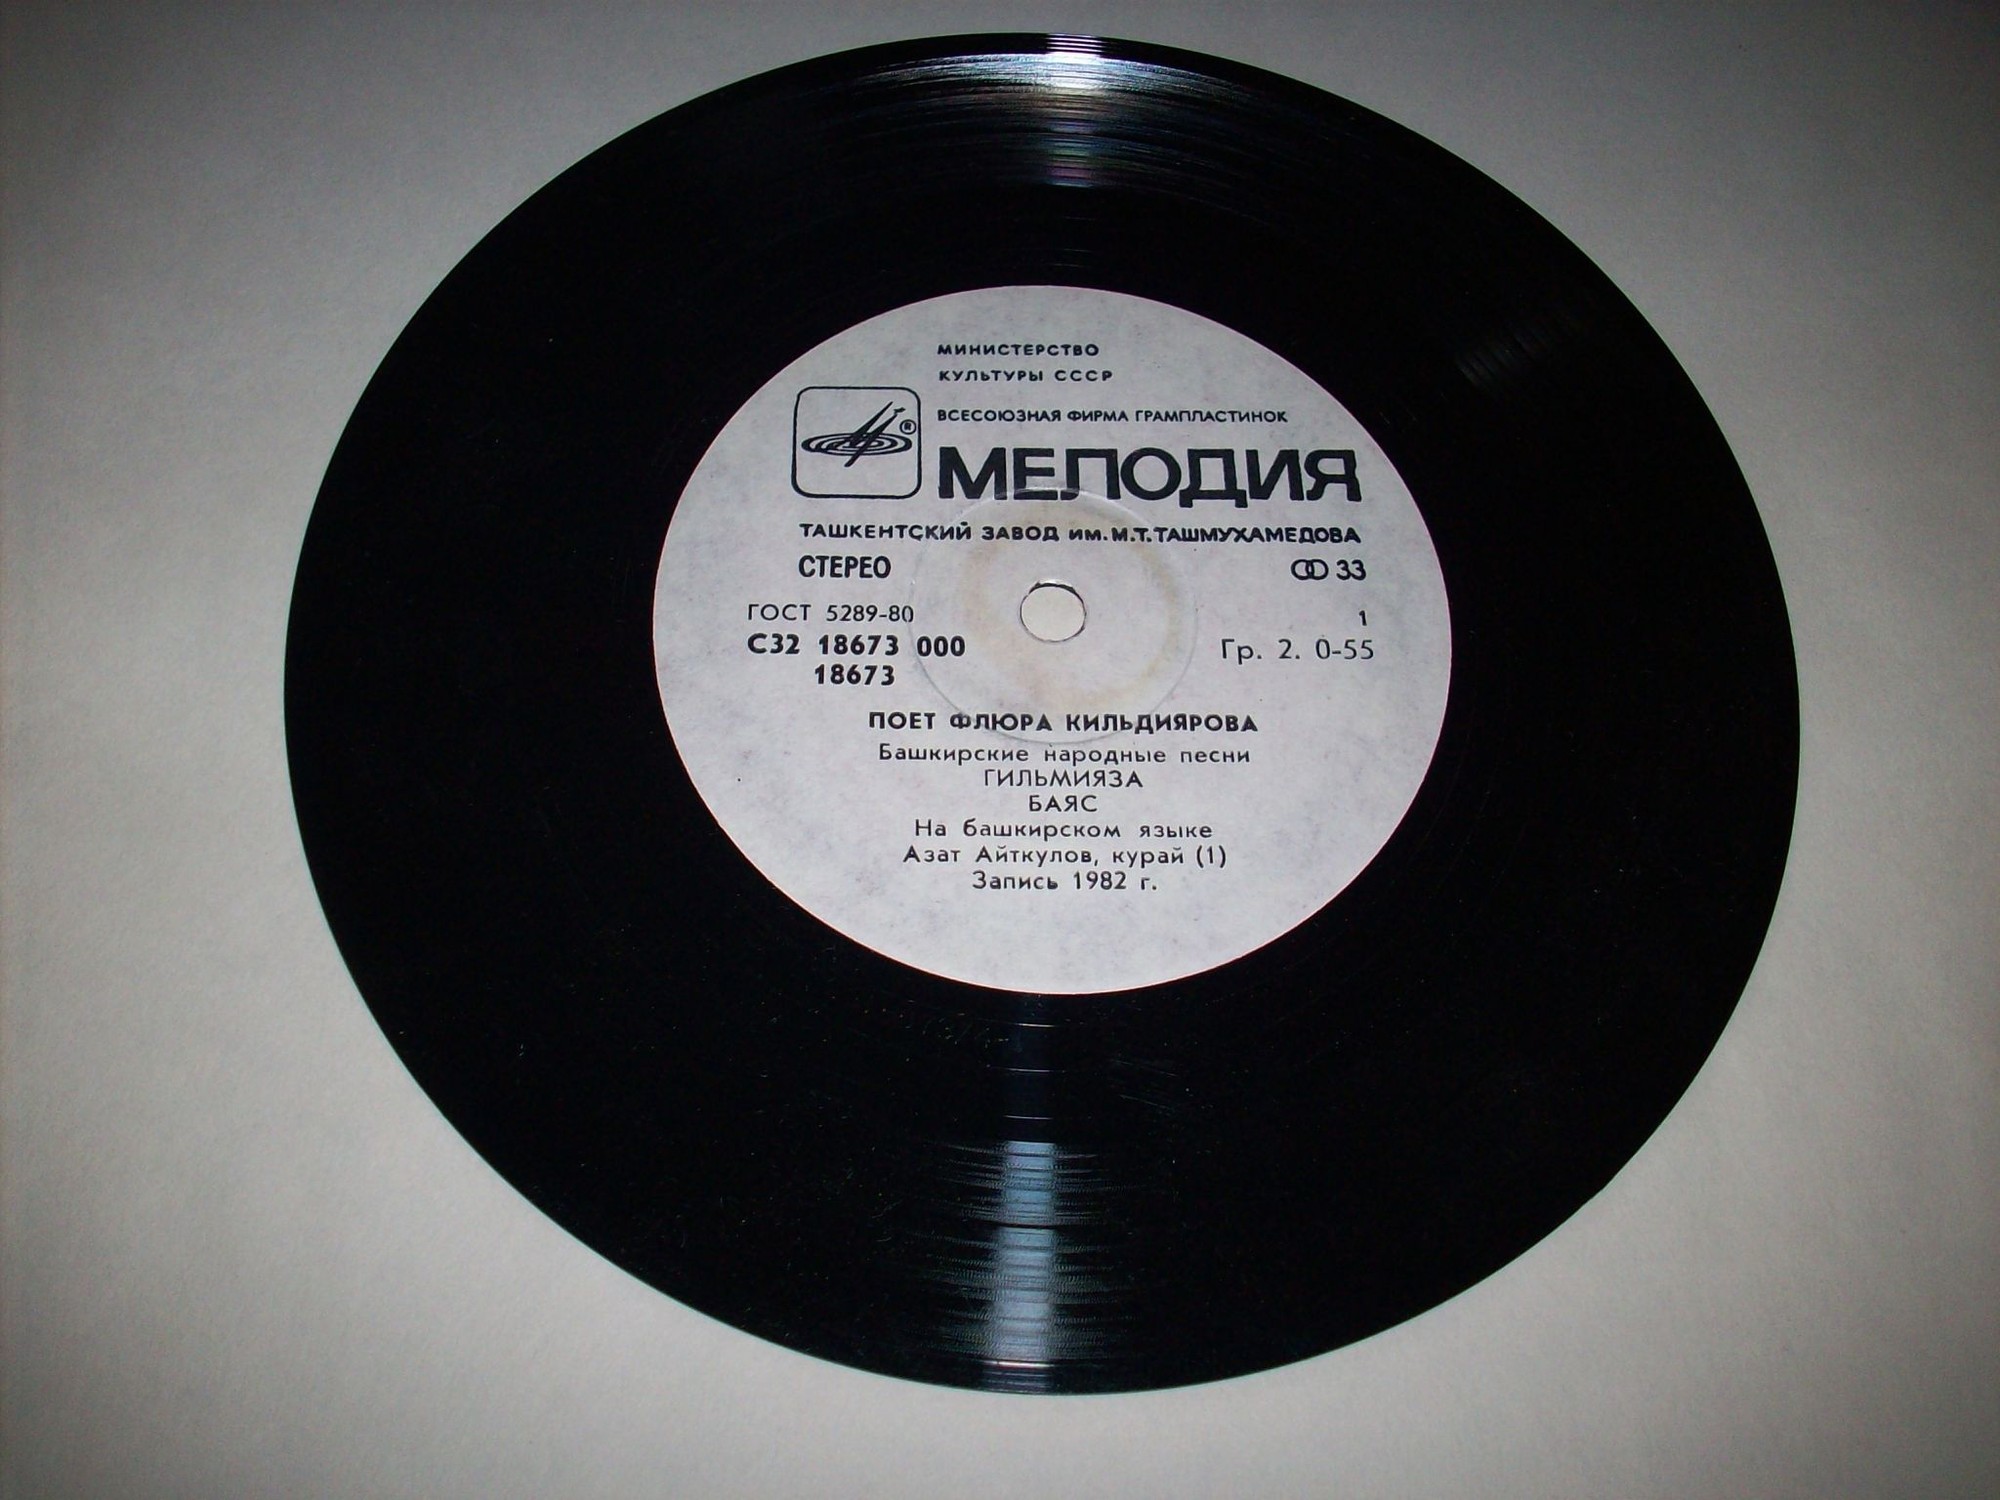 МИНИСТЕРСТВО
КУЛЬТУРЫ СССР
ВСЕСОЮЗНАЯ ФИРМА ГРАМПЛАСТИНОК
®
МЕЛОДИЯ
ТАШКЕНТСКИЙ ЗАВОД им. М.Т. ТАШМУХАМЕДОВА
СТЕРЕО 33
ГОСТ 5289-80 1
С32 18673 000 Гр. 2. 0-55
18673
ПОЕТ ФЛЮРА КИЛЬДИЯРОВА
Башкирские народные песни
ГИЛЬМИЯЗА
БАЯС
На башкирском языке
Азат Айткулов, курай (1)
Запись 1982 г.